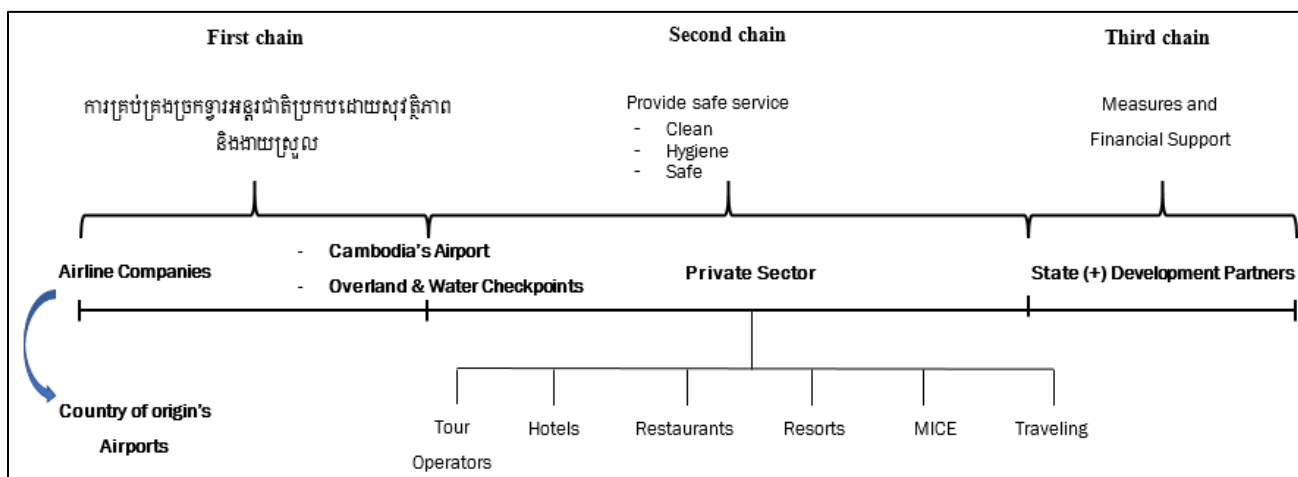 First chain
Second chain
Third chain
ការគ្រប់គ្រងច្រកទ្វារអន្តរជាតិប្រកបដោយសុវត្ថិភាព
និងងាយស្រួល
Provide safe service
- Clean
- Hygiene
- Safe
Measures and
Financial Support
Airline Companies
- Cambodia's Airport
- Overland & Water Checkpoints
Private Sector
State (+) Development Partners
Country of origin's
Airports
Tour
Operators
Hotels
Restaurants
Resorts
MICE
Traveling